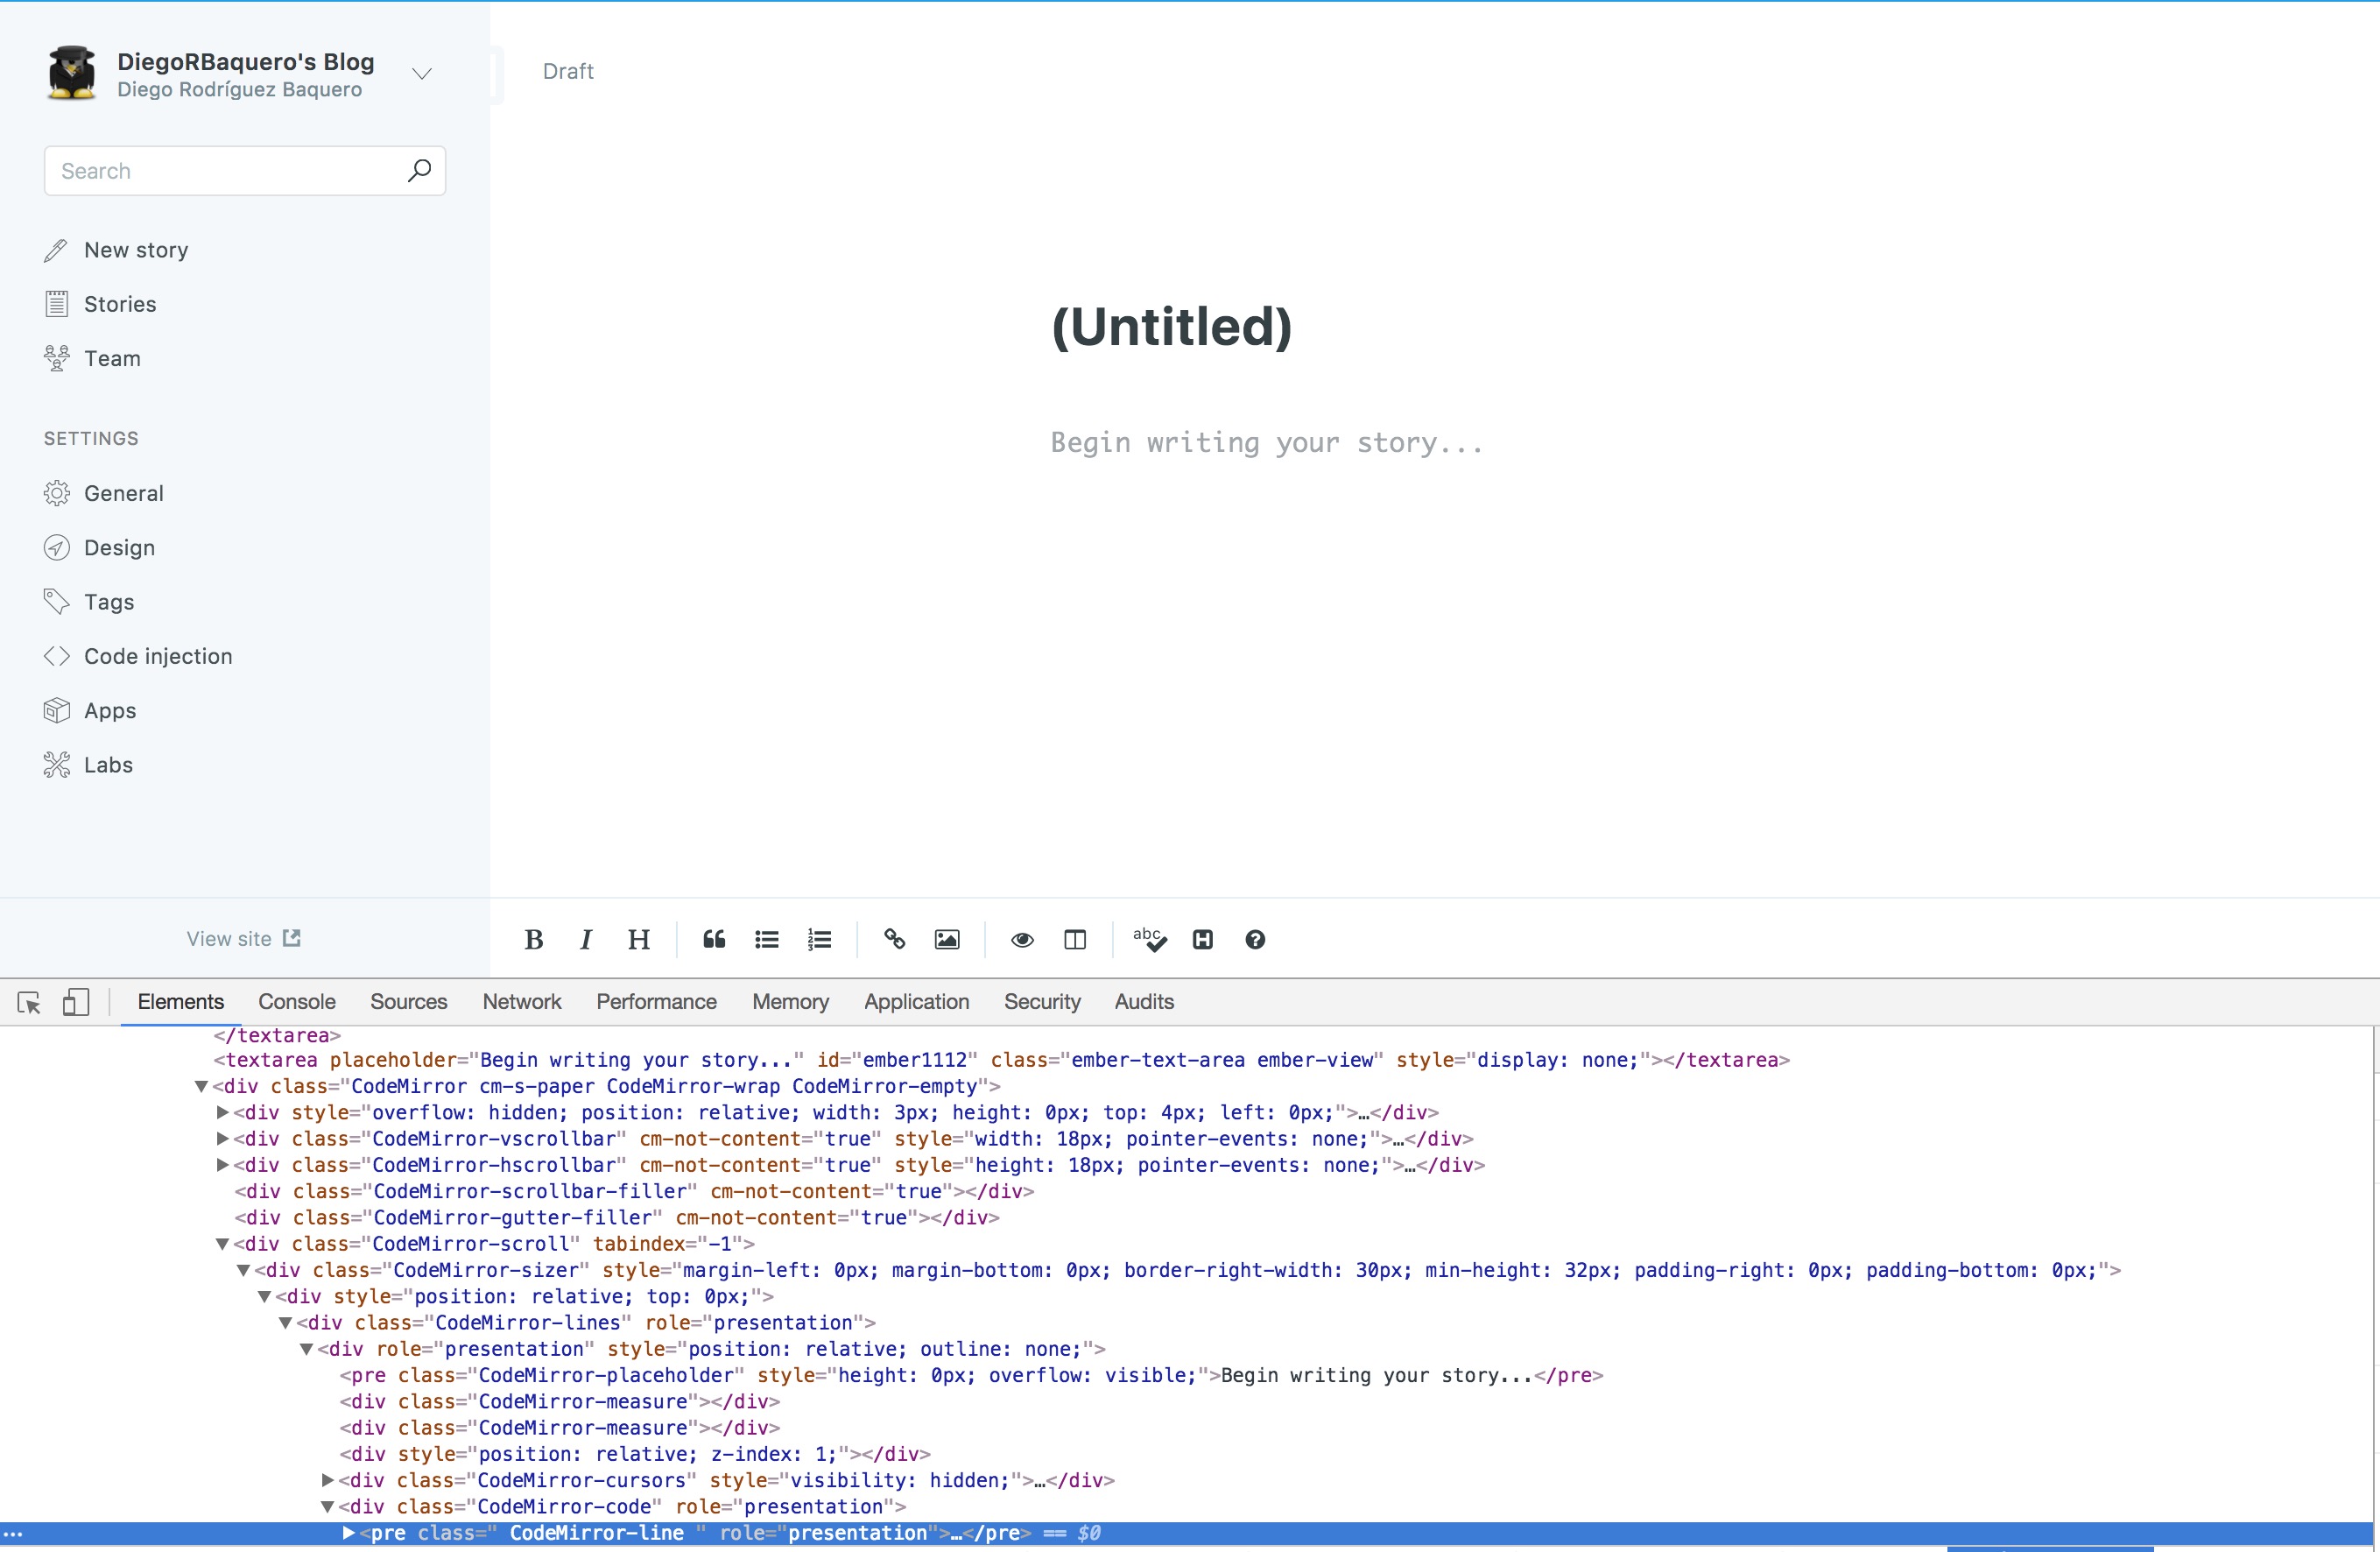 DiegoRBaquero's Blog
Diego Rodríguez Baquero
Search
New story
Stories
Team
SETTINGS
General
Design
Tags
Code injection
Apps
Labs
View site
Draft
(Untitled)
Begin writing your story...
B I H abc
Elements Console Sources Network Performance Memory Application Security Audits
</textarea>
<textarea placeholder="Begin writing your story..." id="ember1112" class="ember-text-area ember-view" style="display: none;"></textarea>
<div class="CodeMirror cm-s-paper CodeMirror-wrap CodeMirror-empty">
<div style="overflow: hidden; position: relative; width: 3px; height: 0px; top: 4px; left: 0px;">…</div>
<div class="CodeMirror-vscrollbar" cm-not-content="true" style="width: 18px; pointer-events: none;">…</div>
<div class="CodeMirror-hscrollbar" cm-not-content="true" style="height: 18px; pointer-events: none;">…</div>
<div class="CodeMirror-scrollbar-filler" cm-not-content="true"></div>
<div class="CodeMirror-gutter-filler" cm-not-content="true"></div>
<div class="CodeMirror-scroll" tabindex="-1">
<div class="CodeMirror-sizer" style="margin-left: 0px; margin-bottom: 0px; border-right-width: 30px; min-height: 32px; padding-right: 0px; padding-bottom: 0px;">
<div style="position: relative; top: 0px;">
<div class="CodeMirror-lines" role="presentation">
<div role="presentation" style="position: relative; outline: none;">
<pre class="CodeMirror-placeholder" style="height: 0px; overflow: visible;">Begin writing your story...</pre>
<div class="CodeMirror-measure"></div>
<div class="CodeMirror-measure"></div>
<div style="position: relative; z-index: 1;"></div>
<div class="CodeMirror-cursors" style="visibility: hidden;">…</div>
<div class="CodeMirror-code" role="presentation">
<pre class=" CodeMirror-line " role="presentation">…</pre> == $0